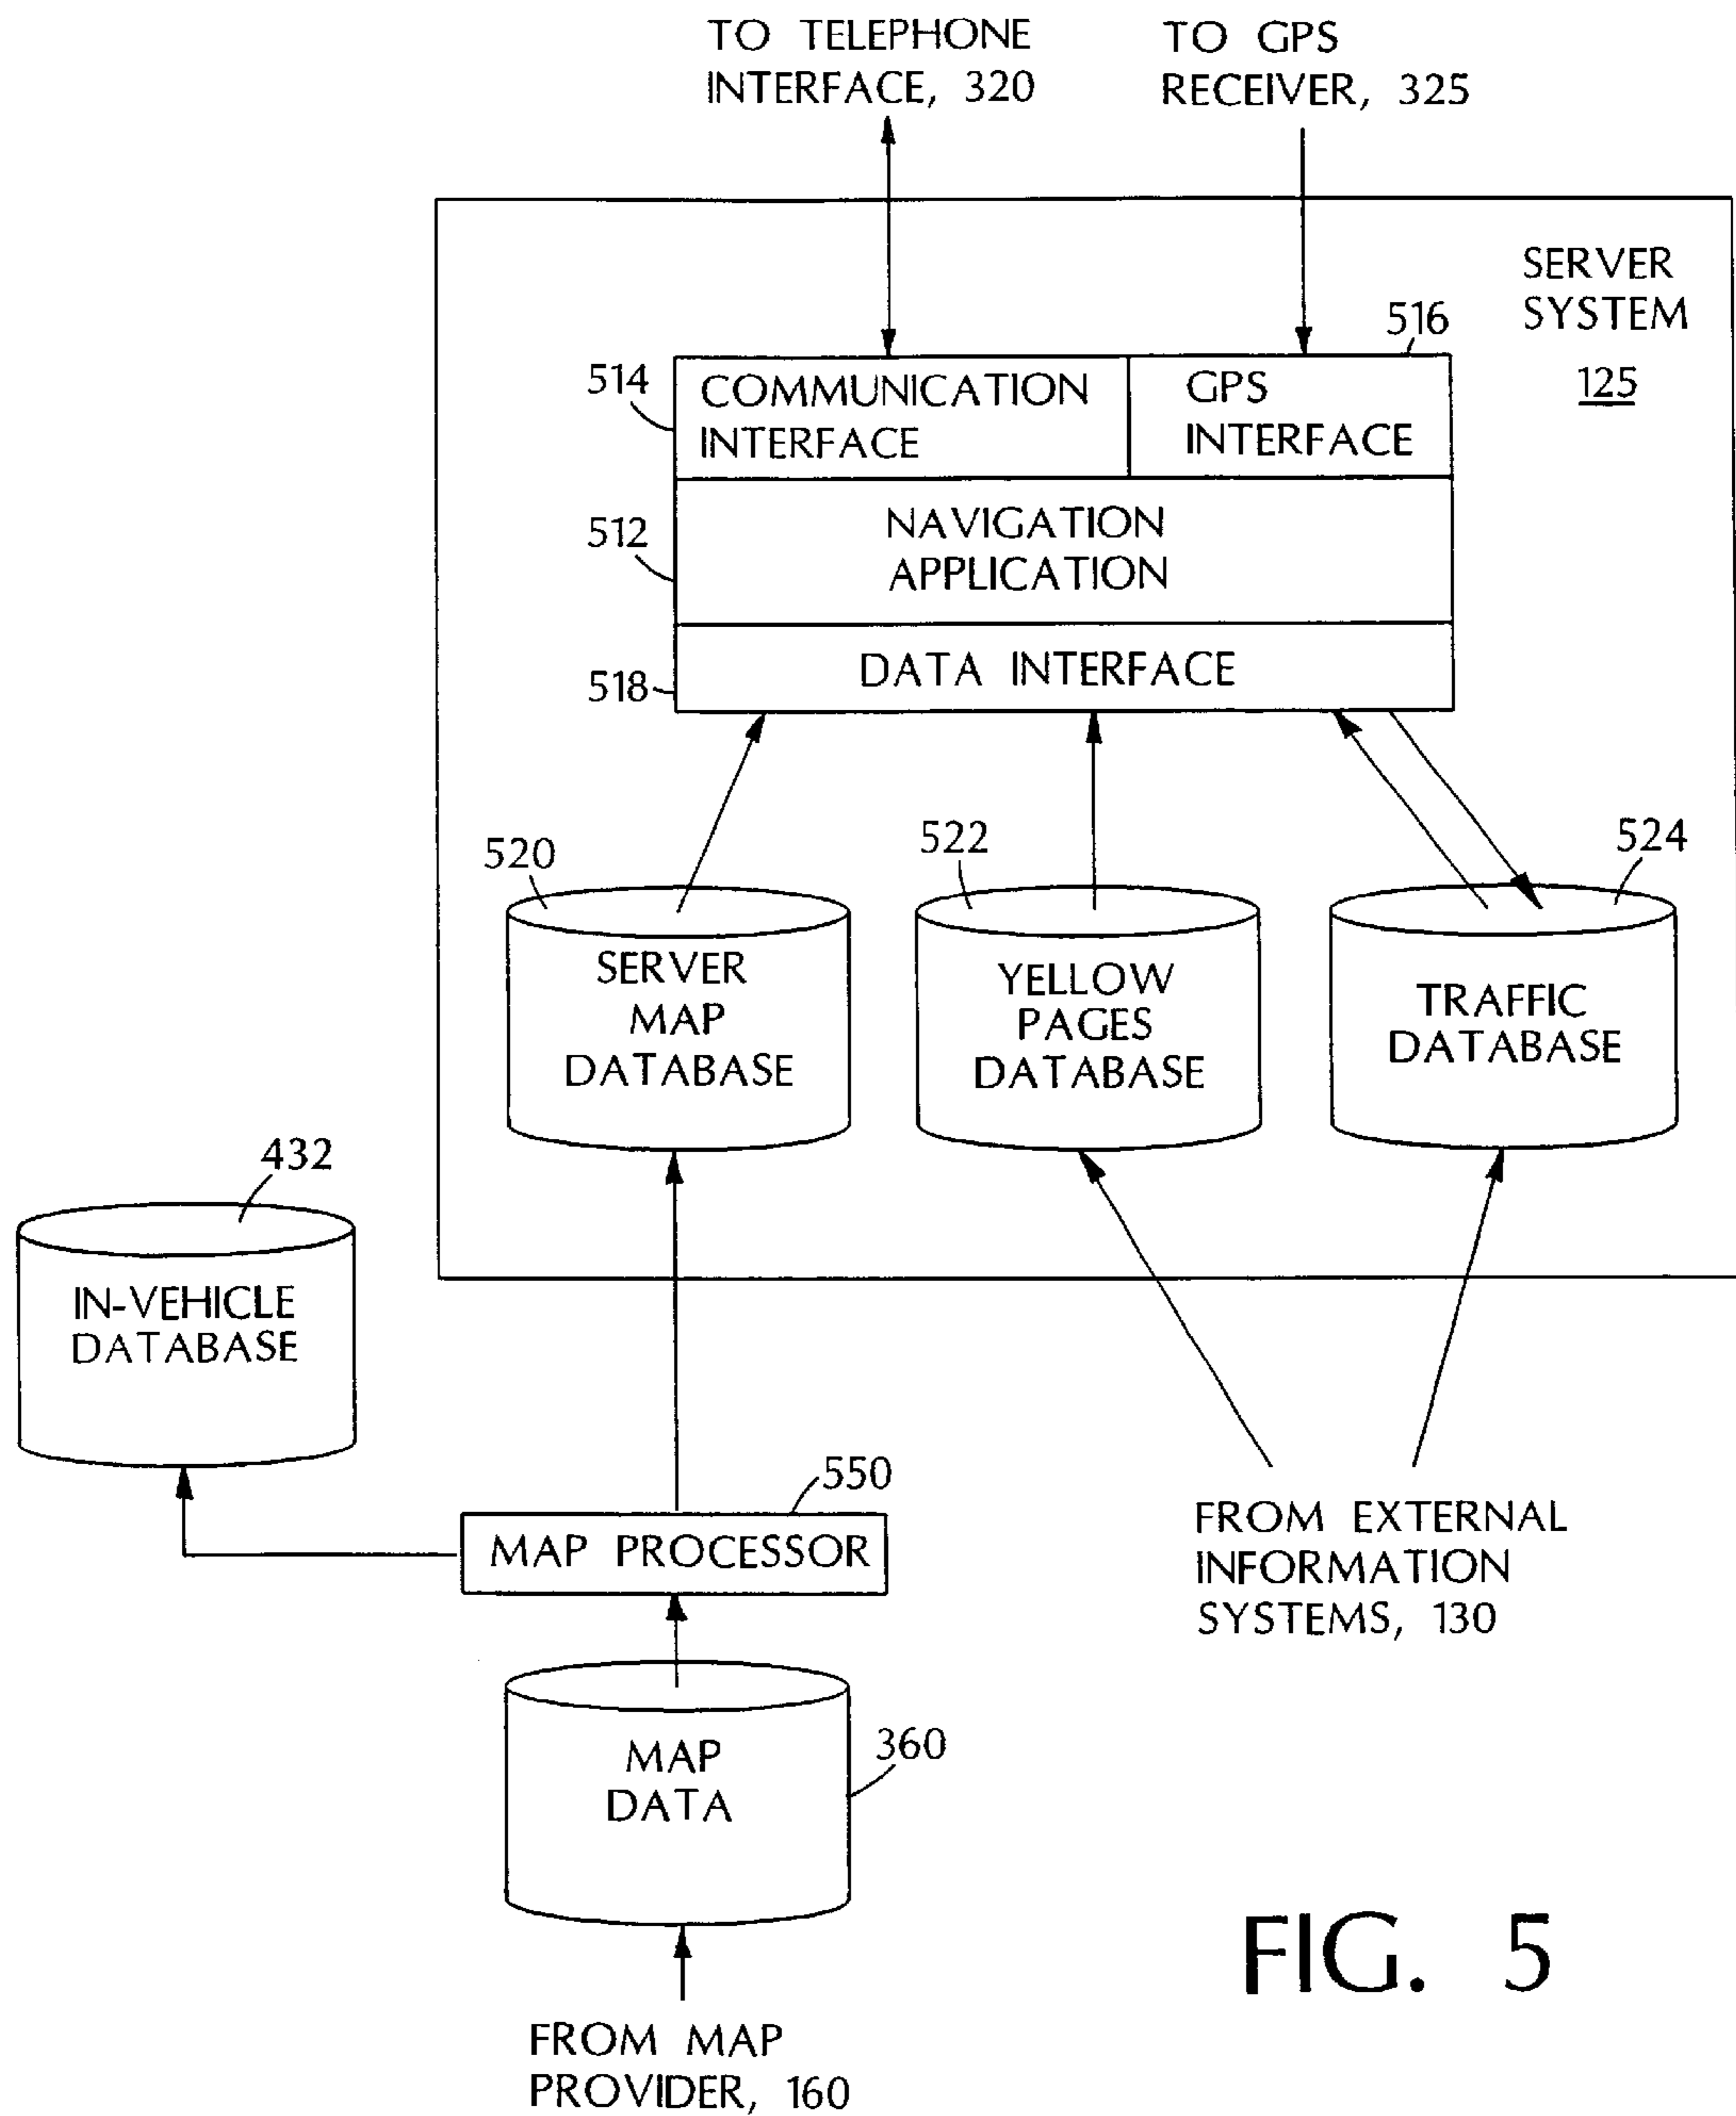 TO TELEPHONE
INTERFACE, 320
TO GPS
RECEIVER, 325
SERVER
SYSTEM
125
516
514
COMMUNICATION
INTERFACE
GPS
INTERFACE
512
NAVIGATION
APPLICATION
518
DATA INTERFACE
520
522
524
SERVER
MAP
DATABASE
YELLOW
PAGES
DATABASE
TRAFFIC
DATABASE
432
IN-VEHICLE
DATABASE
550
MAP PROCESSOR
FROM EXTERNAL
INFORMATION
SYSTEMS, 130
360
MAP
DATA
FROM MAP
PROVIDER, 160
FIG. 5